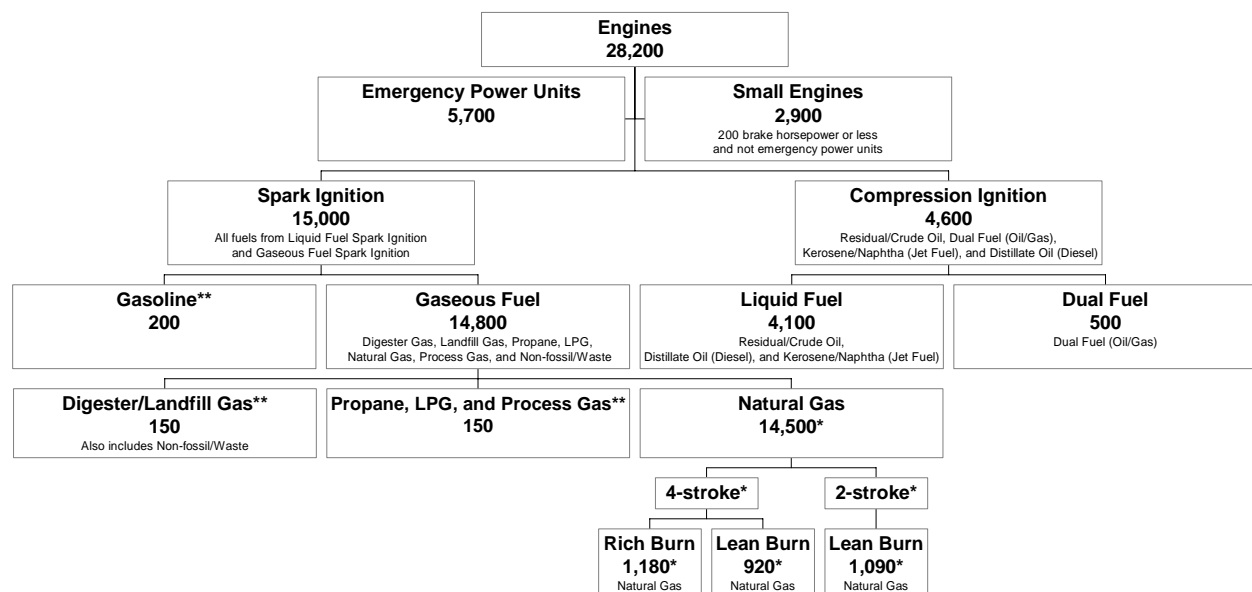 Engines
28,200
Emergency Power Units
5,700
Small Engines
2,900
200 brake horsepower or less
and not emergency power units
Spark Ignition
15,000
All fuels from Liquid Fuel Spark Ignition
and Gaseous Fuel Spark Ignition
Compression Ignition
4,600
Residual/Crude Oil, Dual Fuel (Oil/Gas),
Kerosene/Naphtha (Jet Fuel), and Distillate Oil (Diesel)
Gasoline**
200
Gaseous Fuel
14,800
Digester Gas, Landfill Gas, Propane, LPG,
Natural Gas, Process Gas, and Non-fossil/Waste
Liquid Fuel
4,100
Residual/Crude Oil,
Distillate Oil (Diesel), and Kerosene/Naphtha (Jet Fuel)
Dual Fuel
500
Dual Fuel (Oil/Gas)
Digester/Landfill Gas**
150
Also includes Non-fossil/Waste
Propane, LPG, and Process Gas**
150
Natural Gas
14,500*
4-stroke*
2-stroke*
Rich Burn
1,180*
Natural Gas
Lean Burn
920*
Natural Gas
Lean Burn
1,090*
Natural Gas